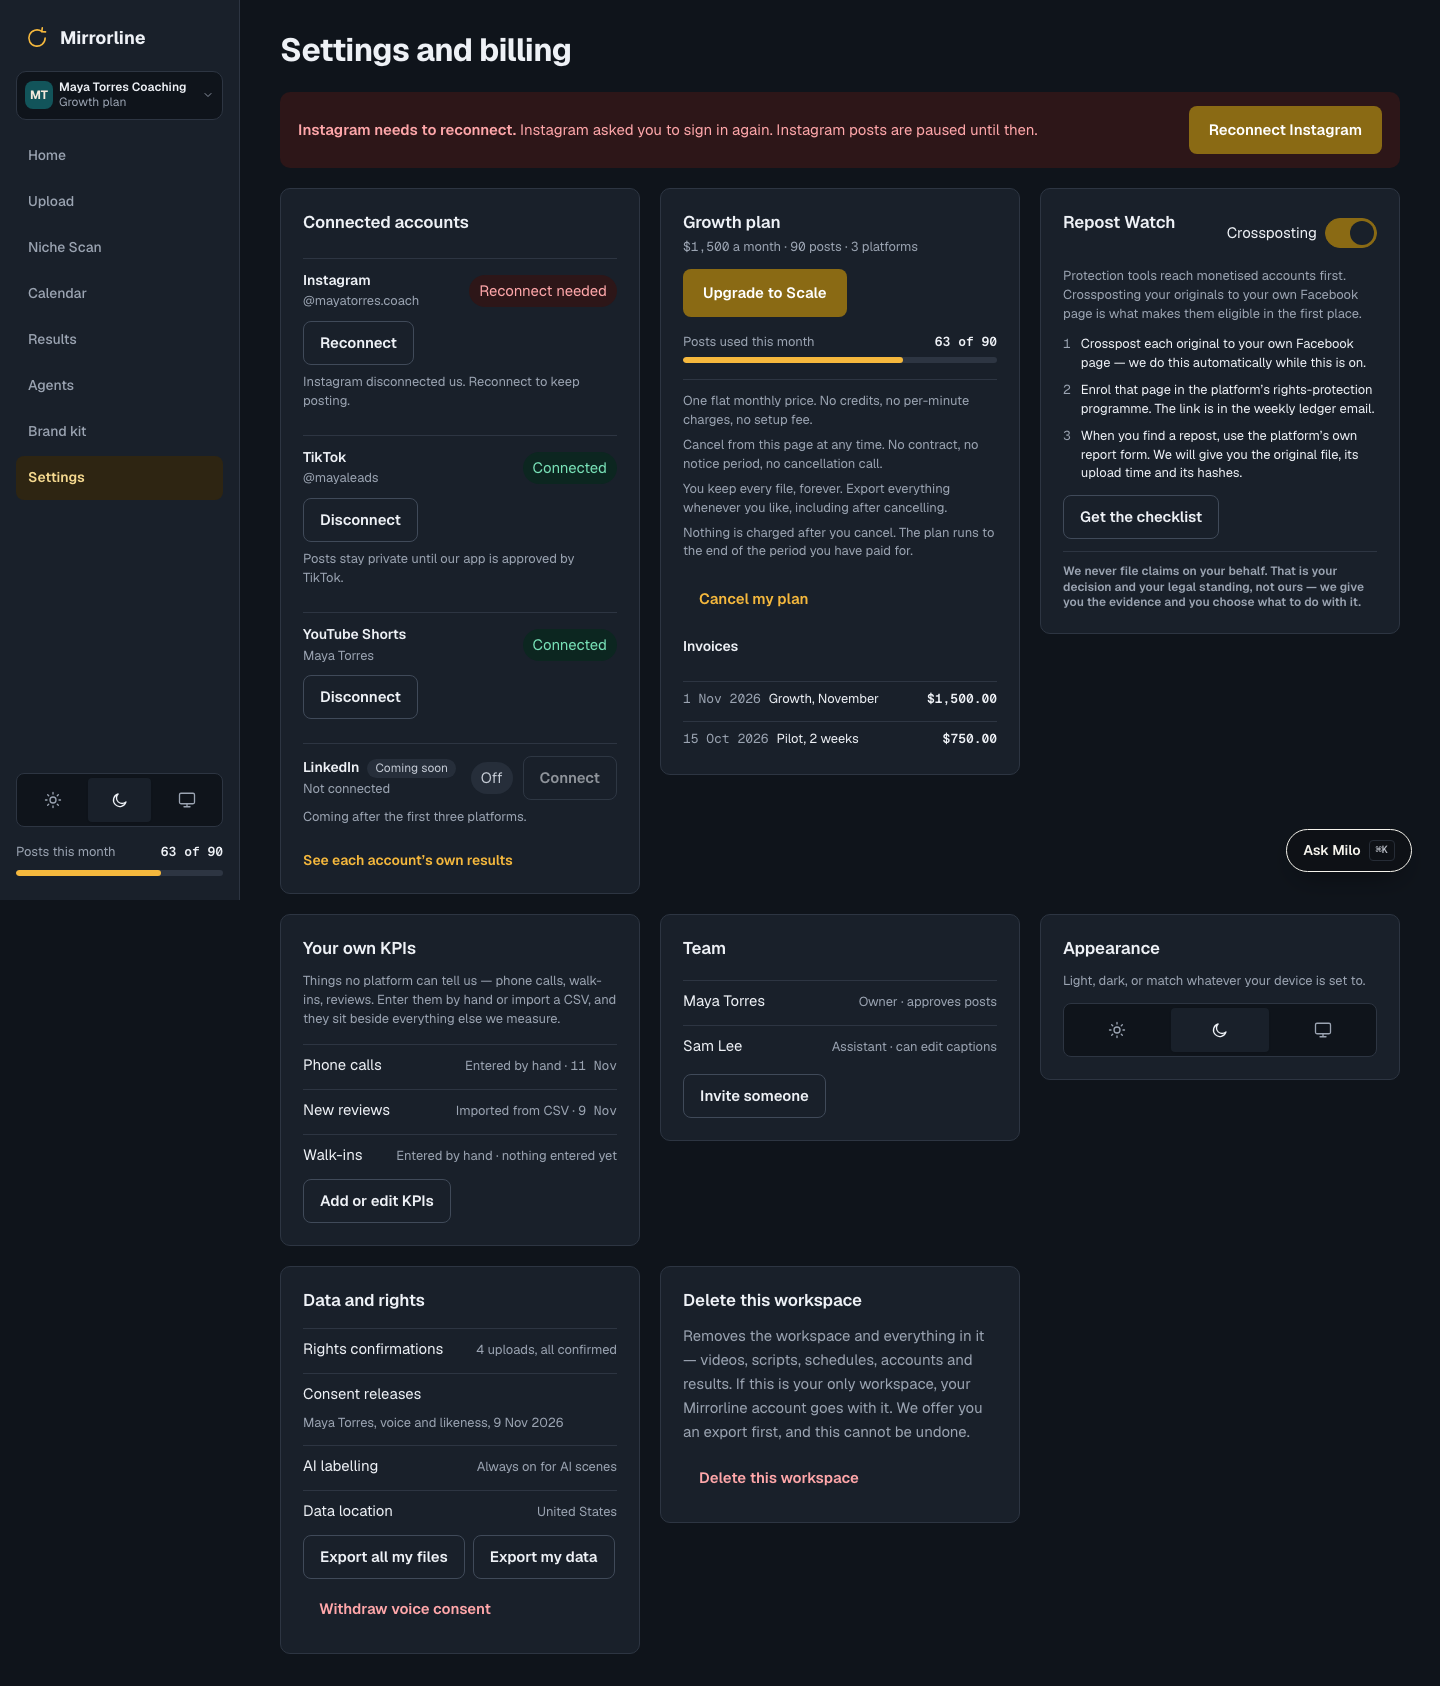 Mirrorline
MT
Maya Torres Coaching
Growth plan
Home
Upload
Niche Scan
Calendar
Results
Agents
Brand kit
Settings
Posts this month
63 of 90
Settings and billing
Instagram needs to reconnect. Instagram asked you to sign in again. Instagram posts are paused until then.
Reconnect Instagram
Connected accounts
Instagram
@mayatorres.coach
Reconnect needed
Reconnect
Instagram disconnected us. Reconnect to keep
posting.
TikTok
@mayaleads
Connected
Disconnect
Posts stay private until our app is approved by
TikTok.
YouTube Shorts
Maya Torres
Connected
Disconnect
LinkedIn
Coming soon
Not connected
Off
Connect
Coming after the first three platforms.
See each account's own results
Growth plan
$1,500 a month · 90 posts · 3 platforms
Upgrade to Scale
Posts used this month
63 of 90
One flat monthly price. No credits, no per-minute
charges, no setup fee.
Cancel from this page at any time. No contract, no
notice period, no cancellation call.
You keep every file, forever. Export everything
whenever you like, including after cancelling.
Nothing is charged after you cancel. The plan runs to
the end of the period you have paid for.
Cancel my plan
Invoices
1 Nov 2026 Growth, November $1,500.00
15 Oct 2026 Pilot, 2 weeks $750.00
Repost Watch
Crossposting
Protection tools reach monetised accounts first.
Crossposting your originals to your own Facebook
page is what makes them eligible in the first place.
1 Crosspost each original to your own Facebook
page — we do this automatically while this is on.
2 Enrol that page in the platform's rights-protection
programme. The link is in the weekly ledger email.
3 When you find a repost, use the platform's own
report form. We will give you the original file, its
upload time and its hashes.
Get the checklist
We never file claims on your behalf. That is your
decision and your legal standing, not ours — we give
you the evidence and you choose what to do with it.
Ask Milo ⌘K
Your own KPIs
Things no platform can tell us — phone calls, walk-
ins, reviews. Enter them by hand or import a CSV, and
they sit beside everything else we measure.
Phone calls Entered by hand · 11 Nov
New reviews Imported from CSV · 9 Nov
Walk-ins Entered by hand · nothing entered yet
Add or edit KPIs
Team
Maya Torres Owner · approves posts
Sam Lee Assistant · can edit captions
Invite someone
Appearance
Light, dark, or match whatever your device is set to.
Data and rights
Rights confirmations 4 uploads, all confirmed
Consent releases
Maya Torres, voice and likeness, 9 Nov 2026
AI labelling Always on for AI scenes
Data location United States
Export all my files
Export my data
Withdraw voice consent
Delete this workspace
Removes the workspace and everything in it
— videos, scripts, schedules, accounts and
results. If this is your only workspace, your
Mirrorline account goes with it. We offer you
an export first, and this cannot be undone.
Delete this workspace